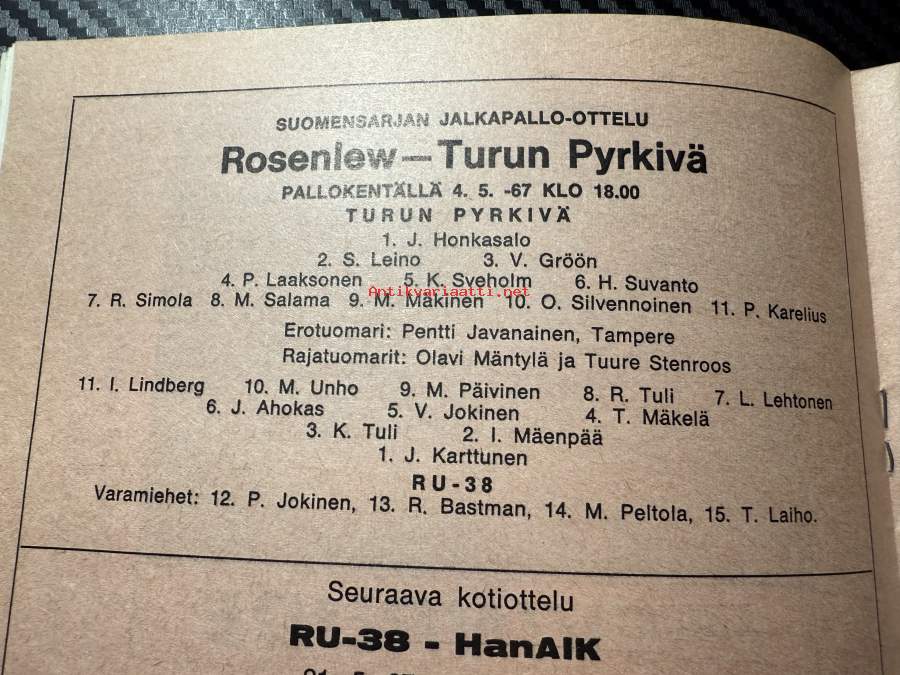 SUOMENSARJAN JALKAPALLO-OTTELU
Rosenlew—Turun Pyrkivä
PALLOKENTÄLLÄ 4. 5. -67 KLO 18.00
TURUN PYRKIVÄ
1. J. Honkasalo
2. S. Leino 3. V. Gröön
4. P. Laaksonen 5. K. Sveholm 6. H. Suvanto
Antikvariaatti.net
7. R. Simola 8. M. Salama 9. M. Mäkinen 10. O. Silvennoinen 11. P. Karelius
Erotuomari: Pentti Javanainen, Tampere
Rajatuomarit: Olavi Mäntylä ja Tuure Stenroos
11. I. Lindberg 10. M. Unho 9. M. Päivinen 8. R. Tuli 7. L. Lehtonen
6. J. Ahokas 5. V. Jokinen 4. T. Mäkelä
3. K. Tuli 2. I. Mäenpää
1. J. Karttunen
RU-38
Varamiehet: 12. P. Jokinen, 13. R. Bastman, 14. M. Peltola, 15. T. Laiho.
Seuraava kotiottelu
RU-38 - HanAIK